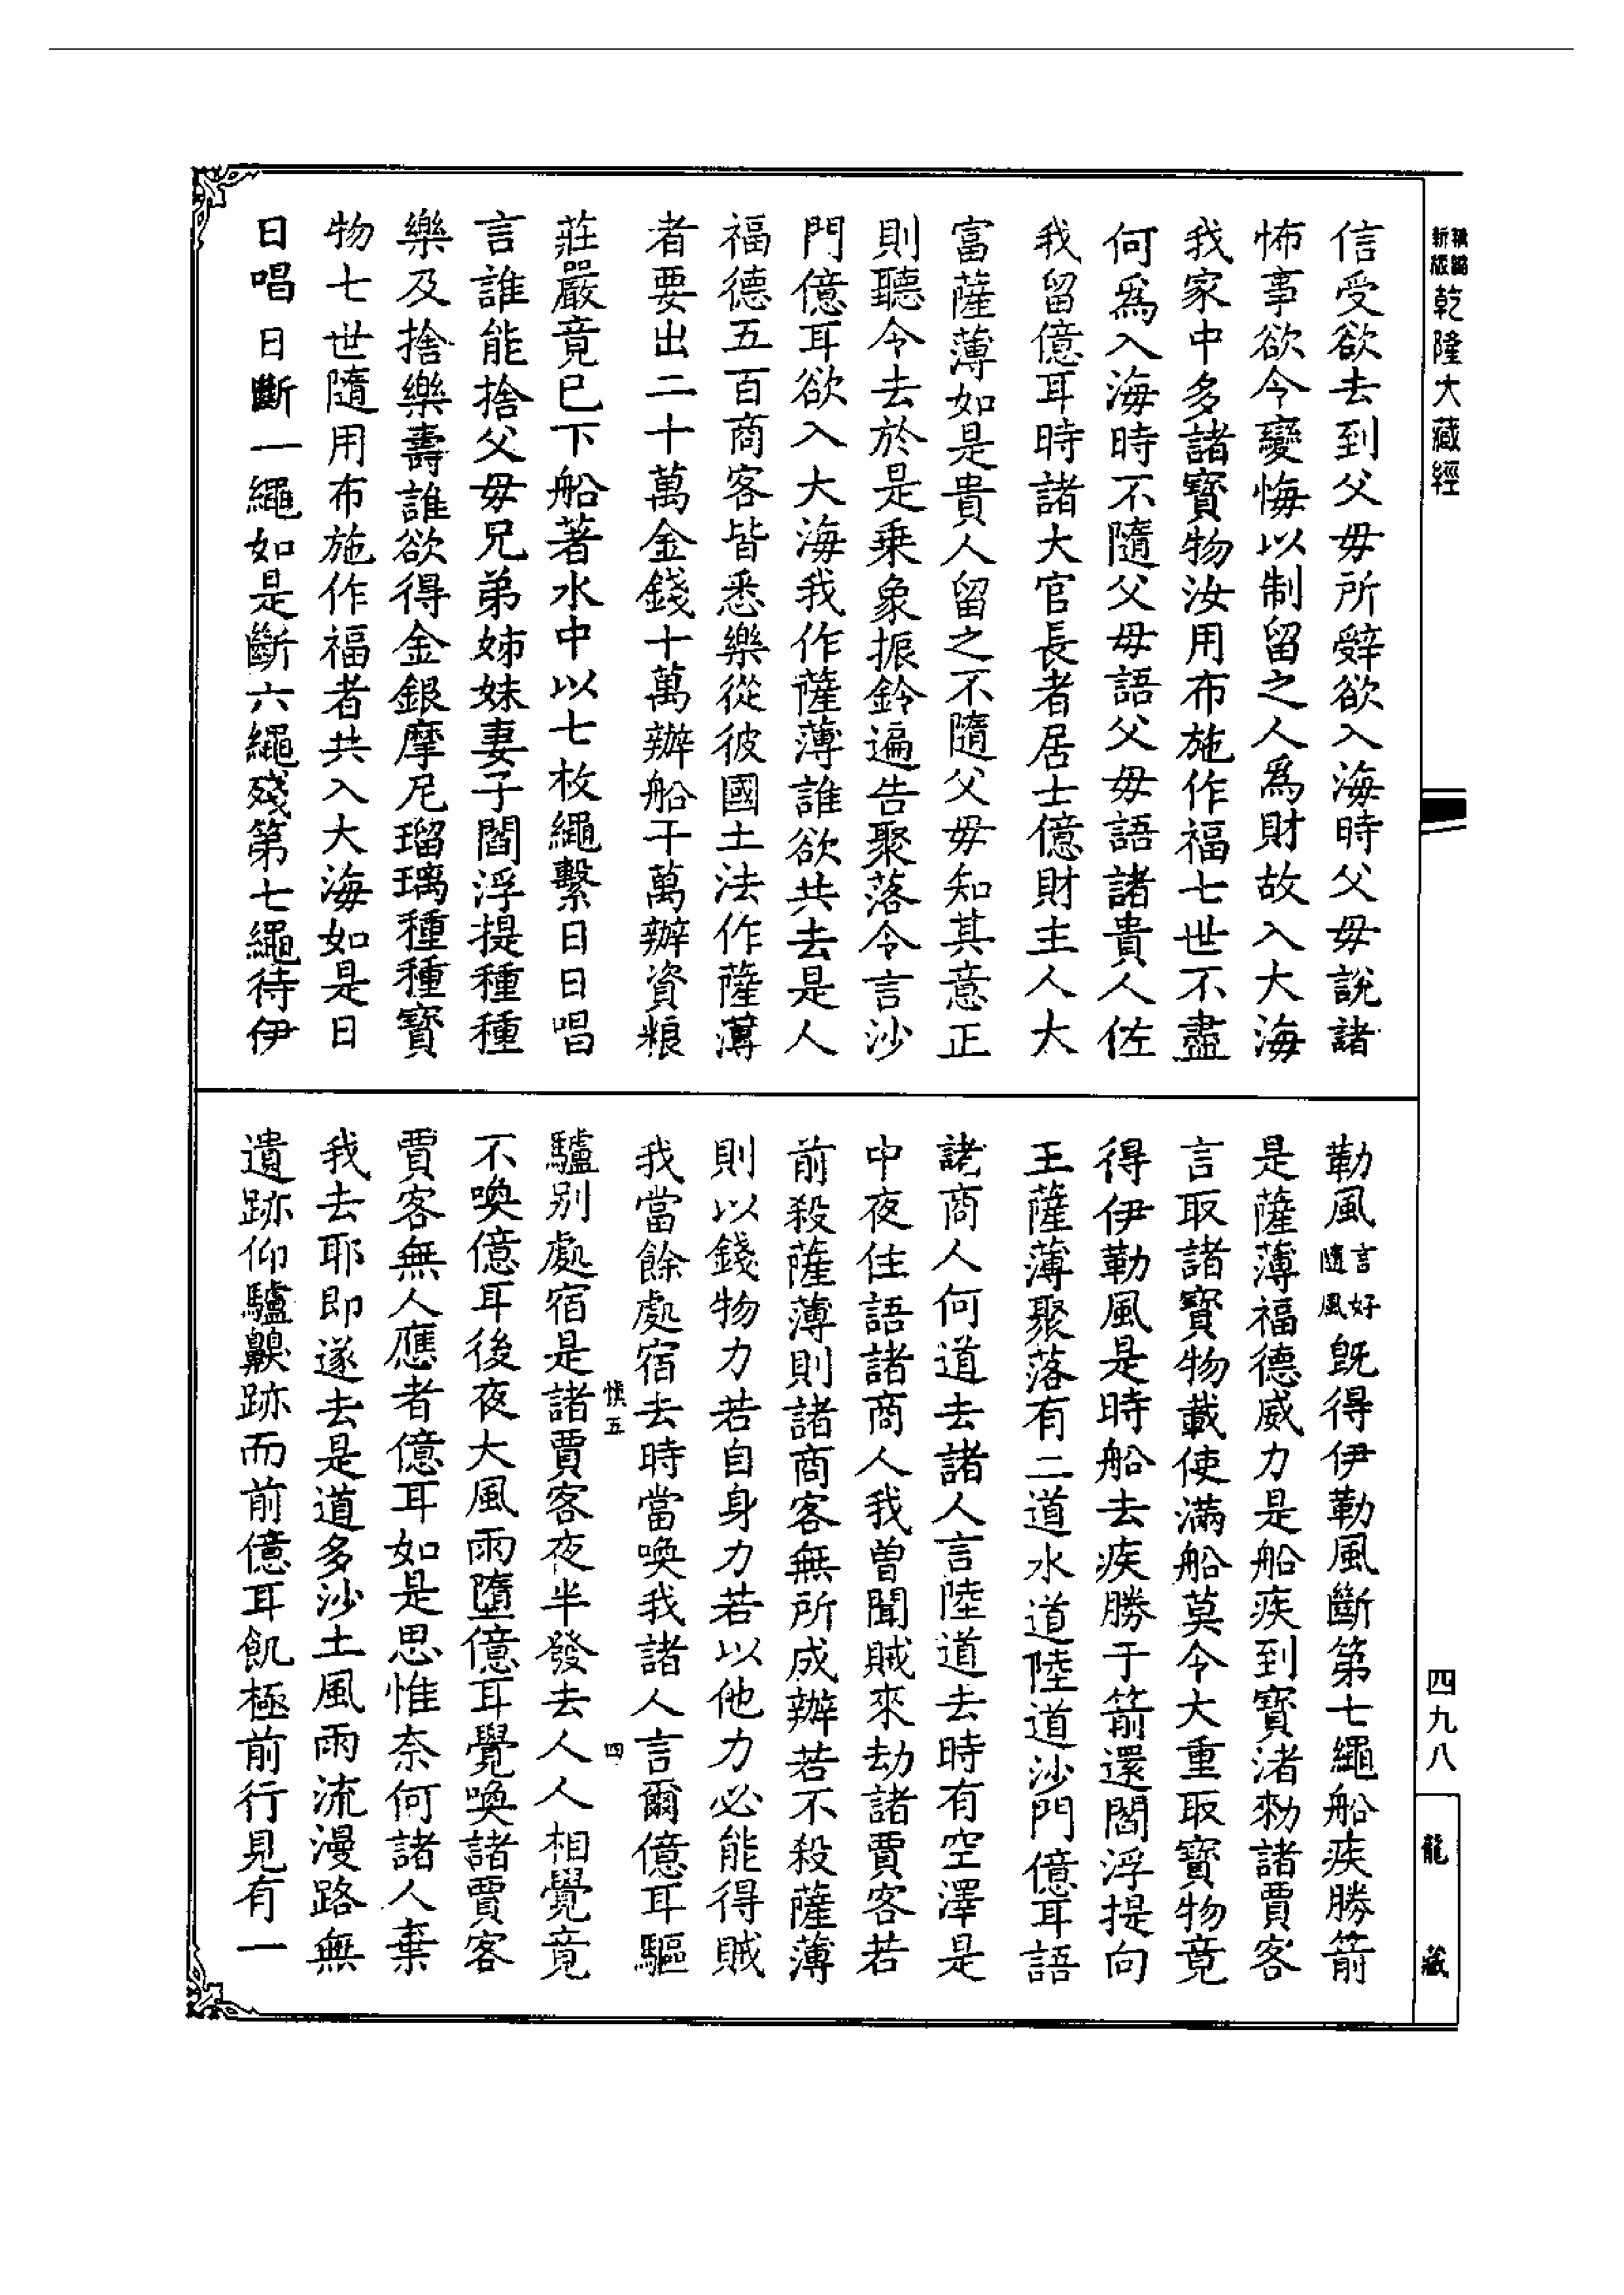 新編
新版
乾隆大藏經
信受欲去到父母所辤欲入海時父母說諸
怖事欲令變悔以制留之人為財故入大海
我家中多諸寶物汝用布施作福七世不盡
何為入海時不隨父母語父母語諸貴人佐
我留億耳時諸大官長者居士億財主人大
富薩薄如是貴人留之不隨父母知其意正
則聽令去於是乗象振鈴遍告聚落令言沙
門億耳欲入大海我作薩薄誰欲共去是人
福德五百商客皆悉樂從彼國土法作薩薄
者要出二十萬金錢十萬辦船十萬辦資粮
莊嚴竟已下船著水中以七枚繩繫日日唱
言誰能捨父母兄弟姊妹妻子閻浮提種種
樂及捨樂壽誰欲得金銀摩尼瑠璃種種寶
物七世隨用布施作福者共入大海如是日
日唱日斷一繩如是斷六繩殘第七繩待伊
勒風言好隨風既得伊勒風斷第七繩船疾勝箭
是薩薄福德威力是船疾到寶渚勑諸賈客
言取諸寶物載使滿船莫令大重取寶物竟
得伊勒風是時船去疾勝于箭還閻浮提向
王薩薄聚落有二道水道陸道沙門億耳語
諸商人何道去諸人言陸道去時有空澤是
中夜住語諸商人我曾聞賊來劫諸賈客若
前殺薩薄則諸商客無所成辦若不殺薩薄
則以錢物力若自身力若以他力必能得賊
我當餘處宿去時當喚我諸人言爾億耳驅
慎五
四
驢别處宿是諸賈客夜半發去人人相覺竟
不喚億耳後夜大風雨墮億耳覺喚諸賈客
賈客無人應者億耳如是思惟奈何諸人棄
我去耶即遂去是道多沙土風雨流漫路無
遺跡仰驢齅跡而前億耳飢極前行見有一
四九八
龍藏